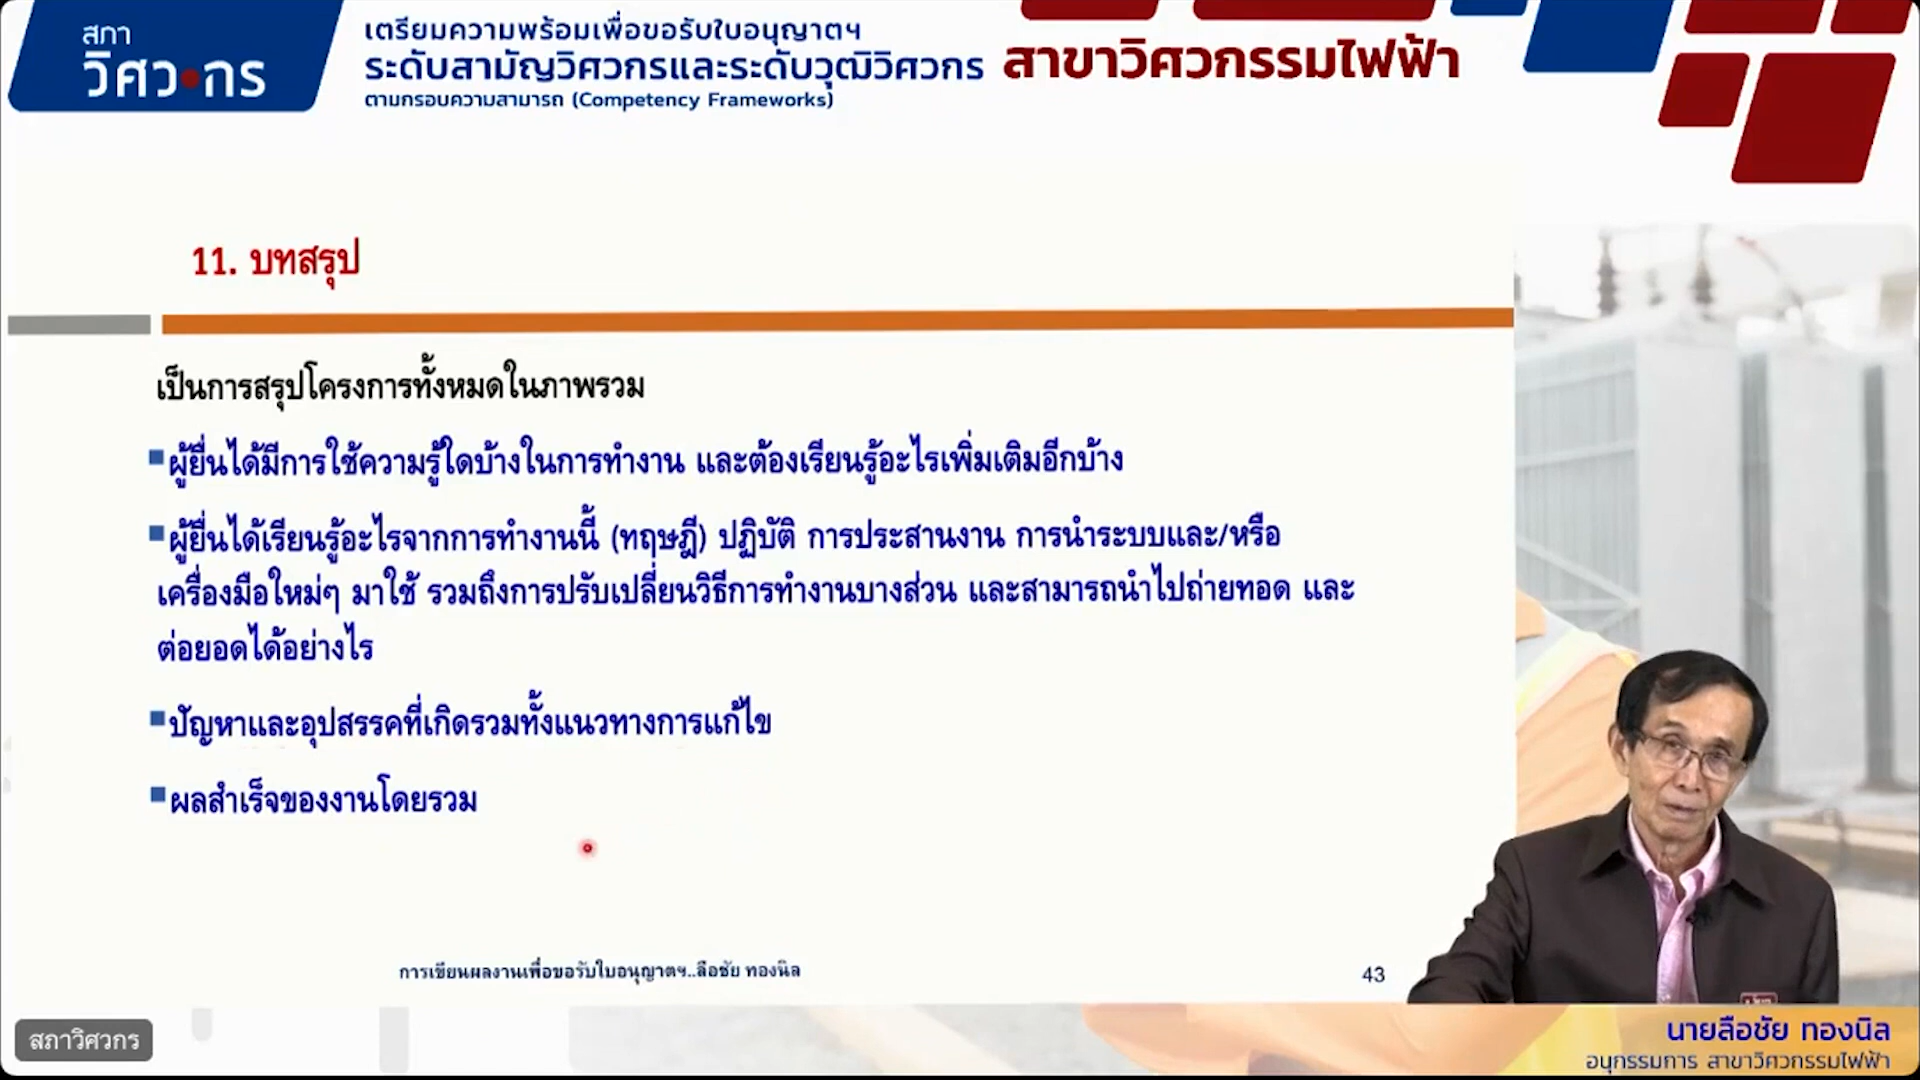 สภา
วิศวกร
เตรียมความพร้อมเพื่อขอรับใบอนุญาตฯ
ระดับสามัญวิศวกรและระดับวุฒิวิศวกร สาขาวิศวกรรมไฟฟ้า
ตามกรอบความสามารถ (Competency Frameworks)
11. บทสรุป
เป็นการสรุปโครงการทั้งหมดในภาพรวม
ผู้ยื่นได้มีการใช้ความรู้ใดบ้างในการทำงาน และต้องเรียนรู้อะไรเพิ่มเติมอีกบ้าง
ผู้ยื่นได้เรียนรู้อะไรจากการทำงานนี้ (ทฤษฎี) ปฏิบัติ การประสานงาน การนำระบบและ/หรือ
เครื่องมือใหม่ๆ มาใช้ รวมถึงการปรับเปลี่ยนวิธีการทำงานบางส่วน และสามารถนำไปถ่ายทอด และ
ต่อยอดได้อย่างไร
ปัญหาและอุปสรรคที่เกิดรวมทั้งแนวทางการแก้ไข
ผลสำเร็จของงานโดยรวม
การเขียนผลงานเพื่อขอรับใบอนุญาตฯ..ลือชัย ทองนิล
43
สภาวิศวกร
นายลือชัย ทองนิล
อนุกรรมการ สาขาวิศวกรรมไฟฟ้า